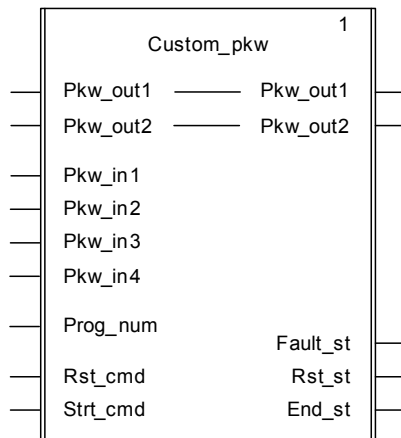 1
Custom_pkw
Pkw_out1 Pkw_out1
Pkw_out2 Pkw_out2
Pkw_in1
Pkw_in2
Pkw_in3
Pkw_in4
Prog_num
Fault_st
Rst_cmd Rst_st
Strt_cmd End_st